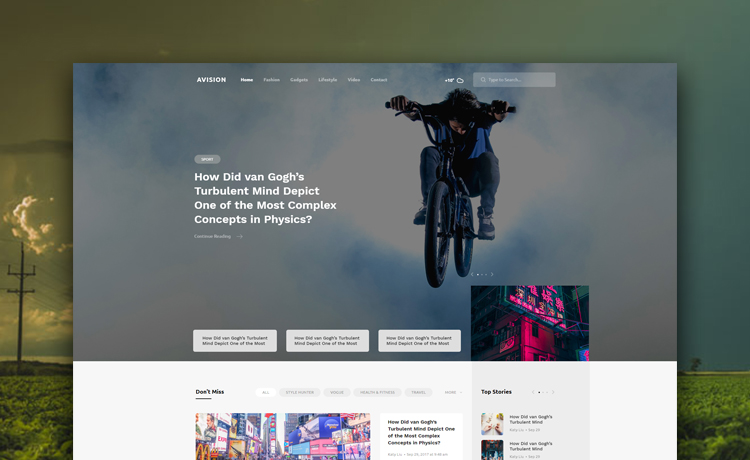 AVISION
Home Fashion Gadgets Lifestyle Video Contact
+18°
Type to Search...
SPORT
How Did van Gogh's
Turbulent Mind Depict
One of the Most Complex
Concepts in Physics?
Continue Reading
How Did van Gogh's Turbulent
Mind Depict One of the Most
How Did van Gogh's Turbulent
Mind Depict One of the Most
How Did van Gogh's Turbulent
Mind Depict One of the Most
Don't Miss
ALL
STYLE HUNTER
VOGUE
HEALTH & FITNESS
TRAVEL
MORE
Top Stories
How Did van Gogh's
Turbulent Mind Depict One
of the Most Complex
Concepts in Physics?
How Did van Gogh's
Turbulent Mind
How Did van Gogh's
Turbulent Mind